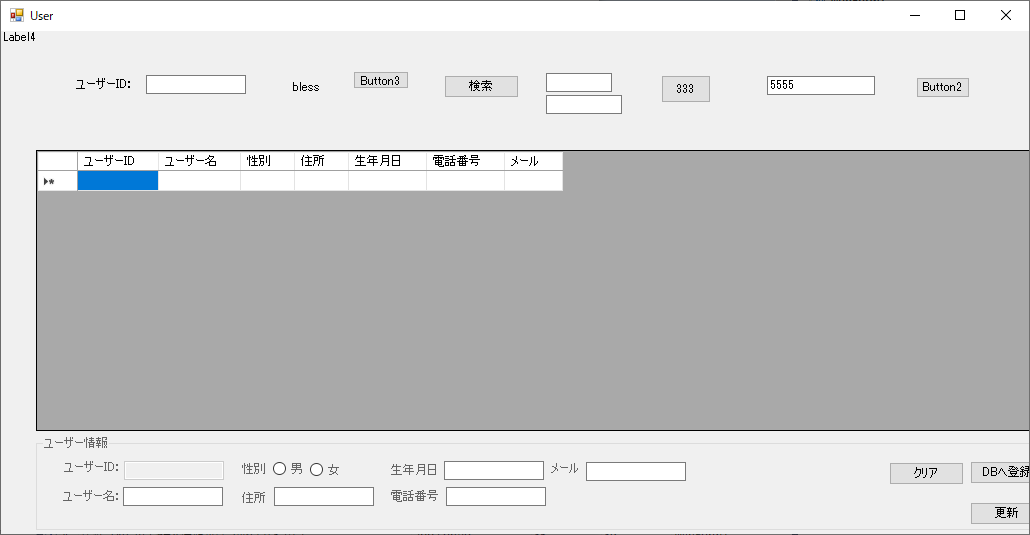 User
Label4
ユーザーID: bless Button3 検索 333 5555 Button2
ユーザーID ユーザー名 性別 住所 生年月日 電話番号 メール
ユーザー情報
ユーザーID: 性別 男 女 生年月日 メール クリア DBへ登録
ユーザー名: 住所 電話番号
更新